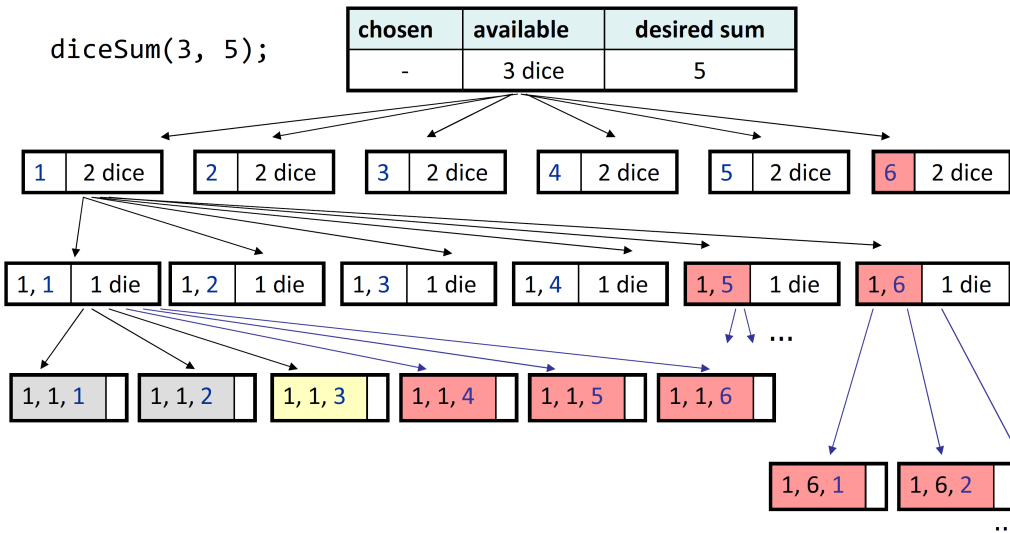 diceSum(3, 5);
chosen available desired sum
- 3 dice 5
1 2 dice 2 2 dice 3 2 dice 4 2 dice 5 2 dice 6 2 dice
1, 1 1 die 1, 2 1 die 1, 3 1 die 1, 4 1 die 1, 5 1 die 1, 6 1 die
...
1, 1, 1 1, 1, 2 1, 1, 3 1, 1, 4 1, 1, 5 1, 1, 6
1, 6, 1 1, 6, 2
...